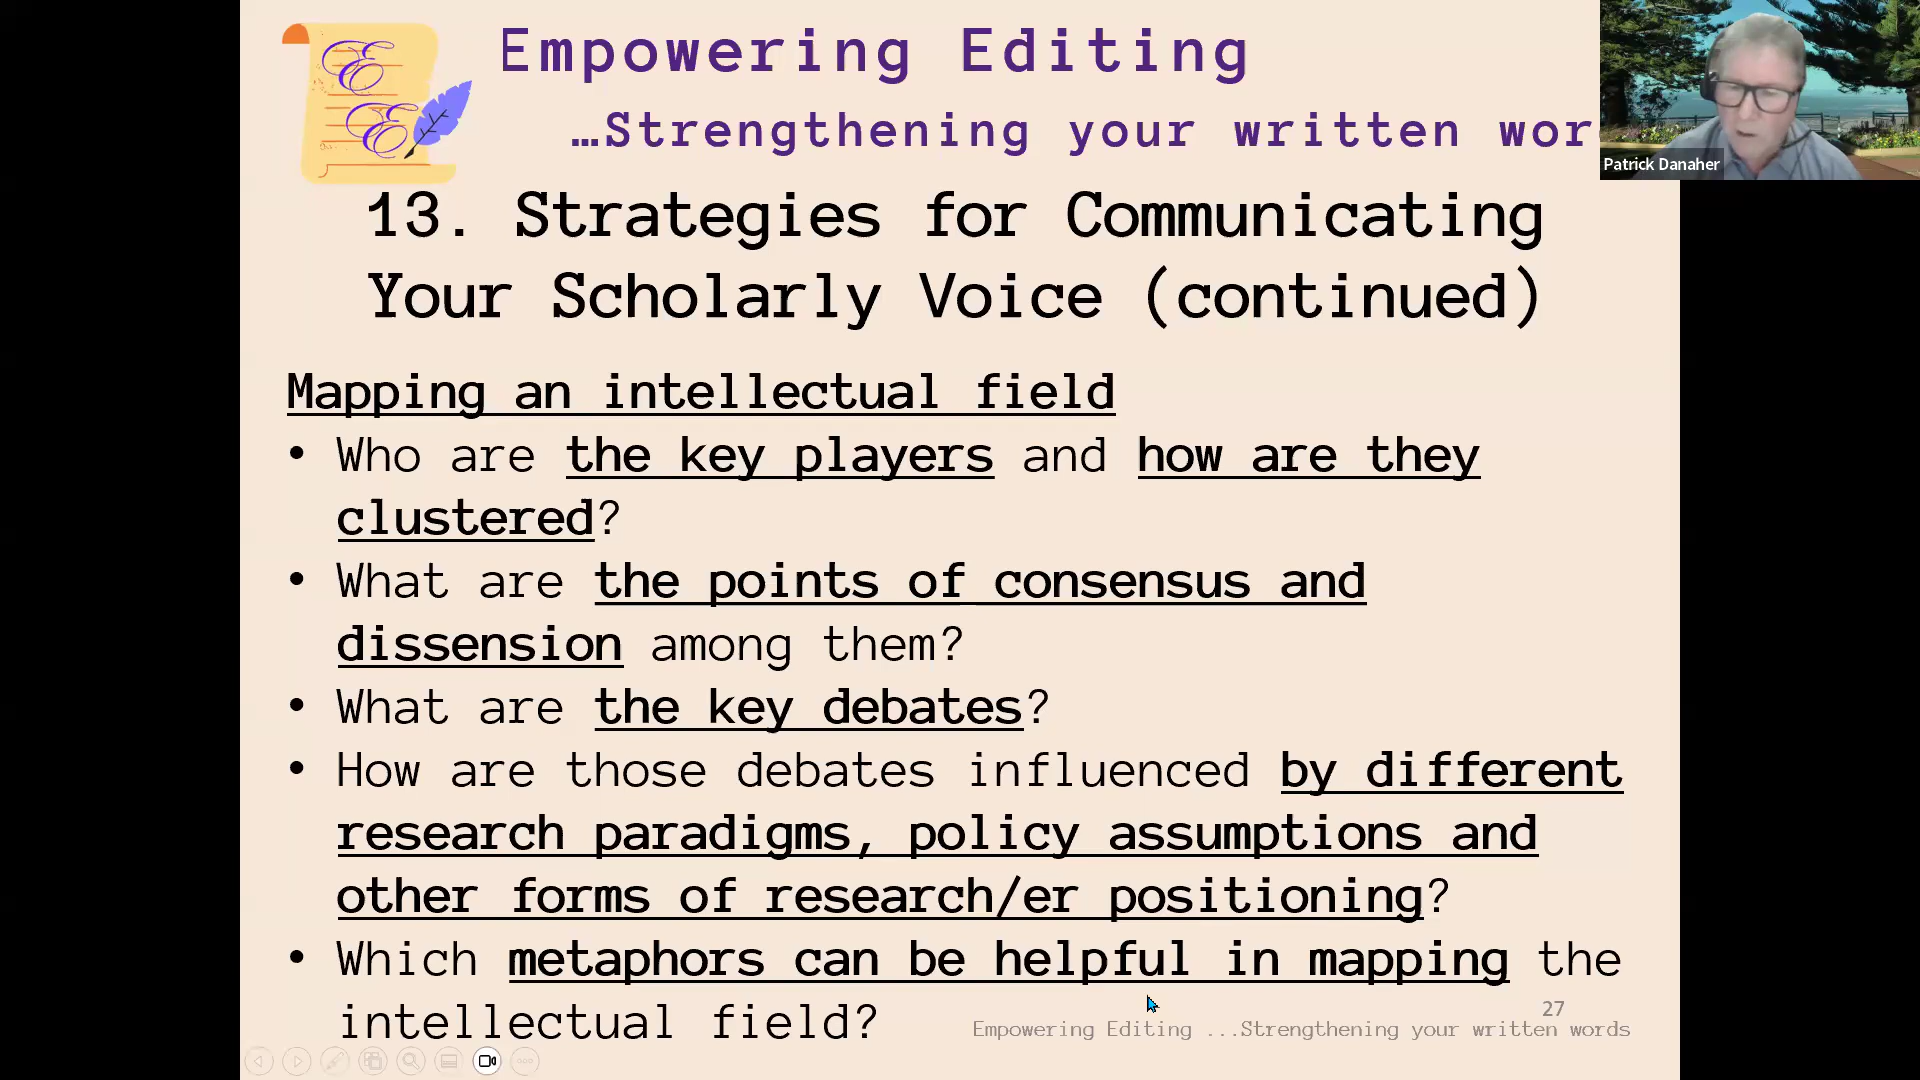 Empowering Editing
…Strengthening your written wor
Patrick Danaher
13. Strategies for Communicating
Your Scholarly Voice (continued)
Mapping an intellectual field
• Who are the key players and how are they
clustered?
• What are the points of consensus and
dissension among them?
• What are the key debates?
• How are those debates influenced by different
research paradigms, policy assumptions and
other forms of research/er positioning?
• Which metaphors can be helpful in mapping the
intellectual field?
27
Empowering Editing ...Strengthening your written words
EE